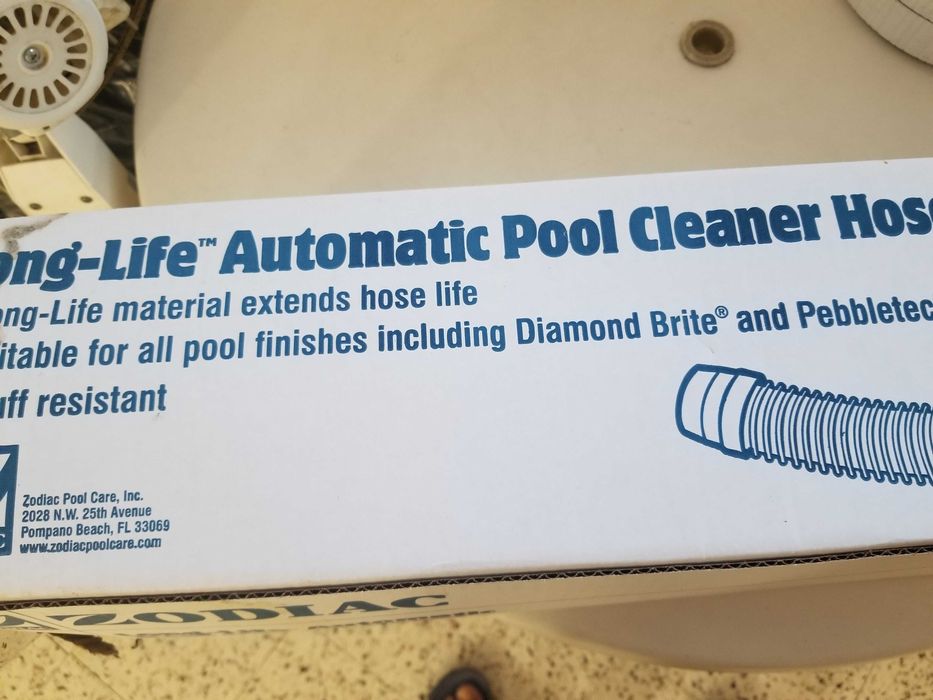 ong-Life™ Automatic Pool Cleaner Hos
ong-Life material extends hose life
itable for all pool finishes including Diamond Brite® and Pebbletec
uff resistant
Zodiac Pool Care, Inc.
2028 N.W. 25th Avenue
Pompano Beach, FL 33069
www.zodiacpoolcare.com
ZODIAC